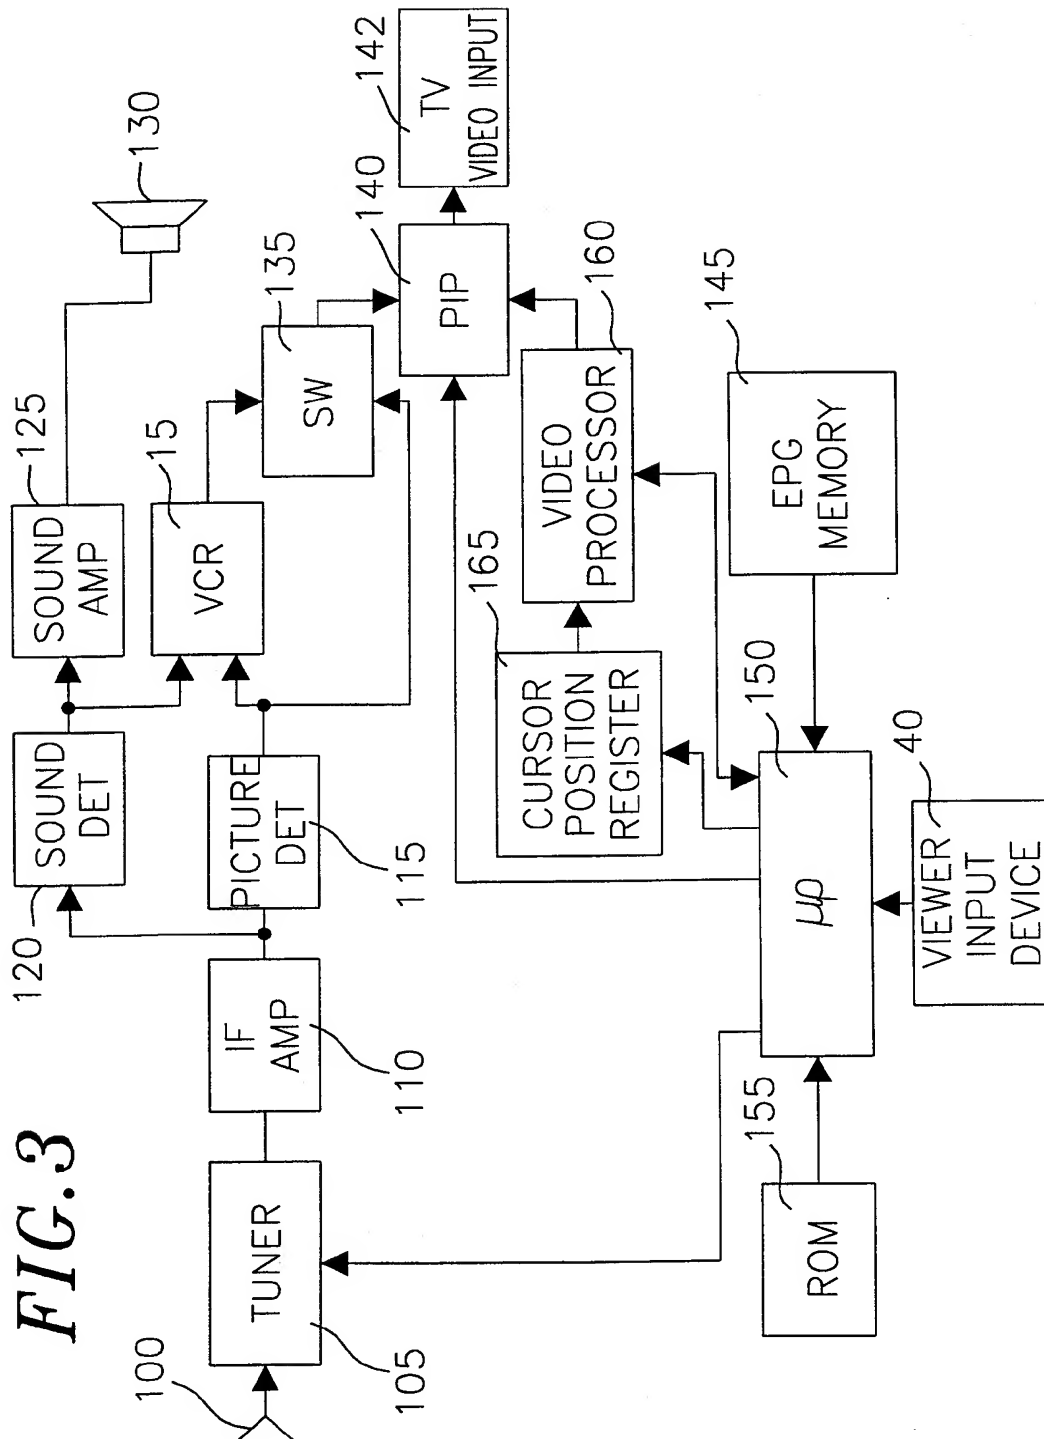 FIG.3
100
TUNER
105
IF
AMP
110
120
SOUND
DET
PICTURE
DET
115
SOUND
AMP
125
VCR
15
130
SW
135
PIP
140
TV
VIDEO INPUT
142
VIDEO
PROCESSOR
160
CURSOR
POSITION
REGISTER
165
EPG
MEMORY
145
μp
150
ROM
155
VIEWER
INPUT
DEVICE
40